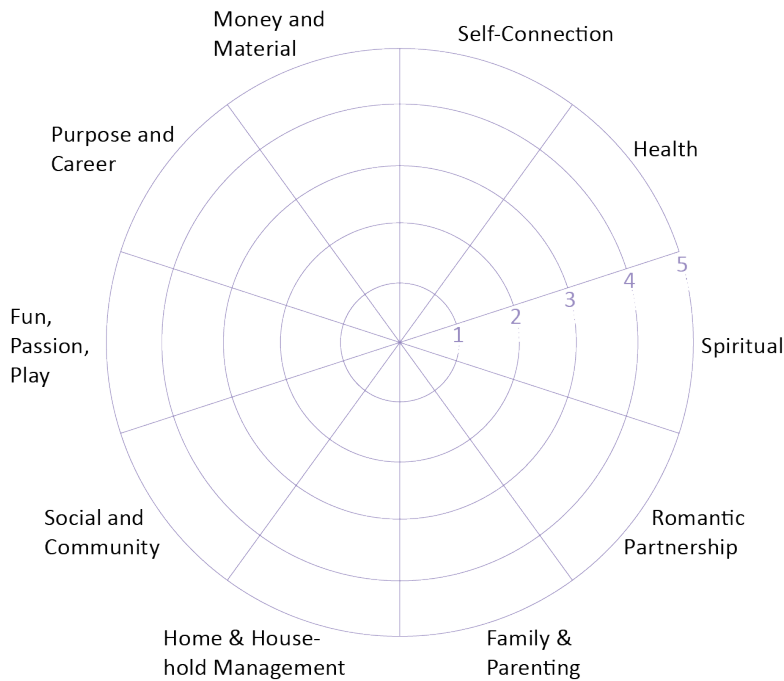 Money and
Material
Self-Connection
Purpose and
Career
Health
5
4
3
2
1
Fun,
Passion,
Play
Spiritual
Social and
Community
Romantic
Partnership
Home & House-
hold Management
Family &
Parenting